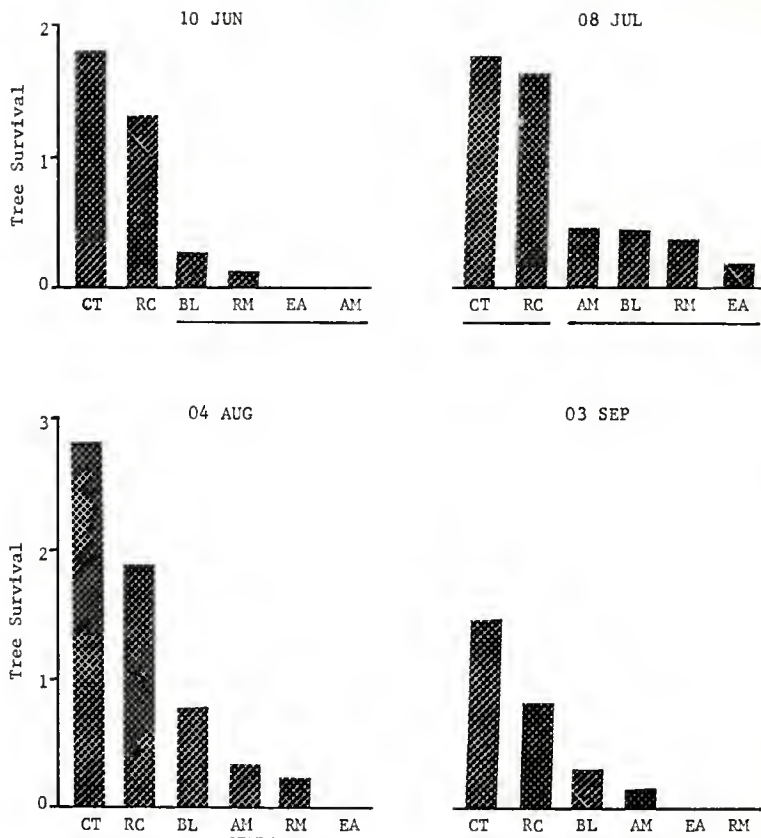 10 JUN
2
1
0
Tree Survival
CT RC BL RM EA AM
08 JUL
CT RC AM BL RM EA
04 AUG
3
2
1
0
Tree Survival
CT RC BL AM RM EA
03 SEP
CT RC BL AM EA RM